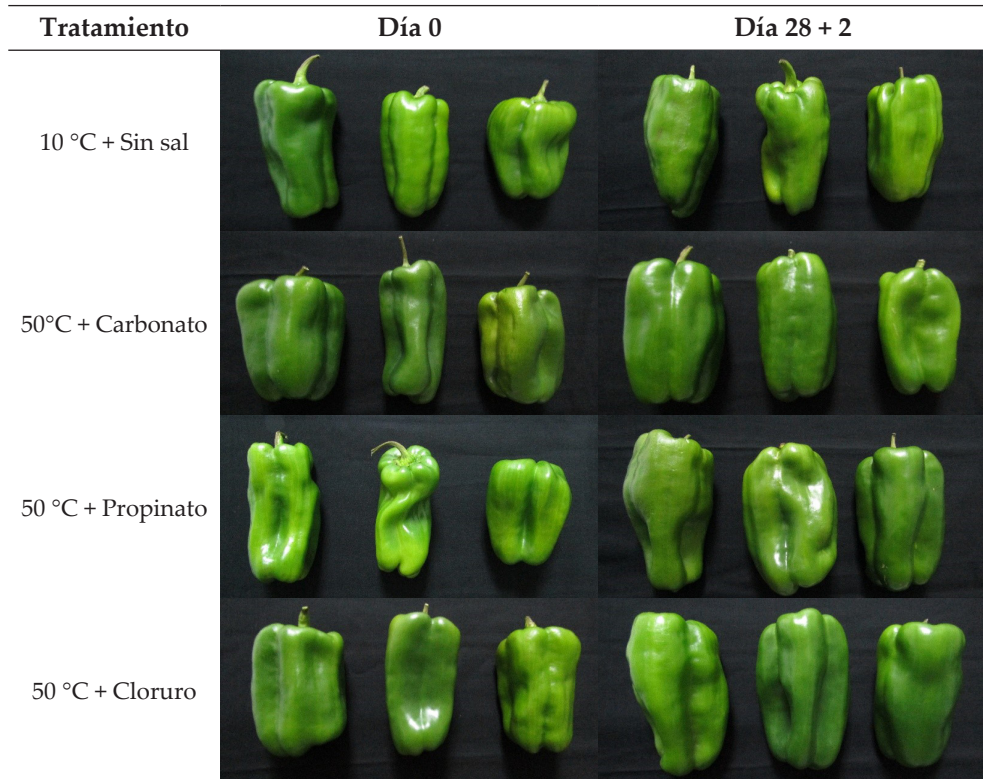 Tratamiento Día 0 Día 28 + 2
10 °C + Sin sal
50°C + Carbonato
50 °C + Propinato
50 °C + Cloruro